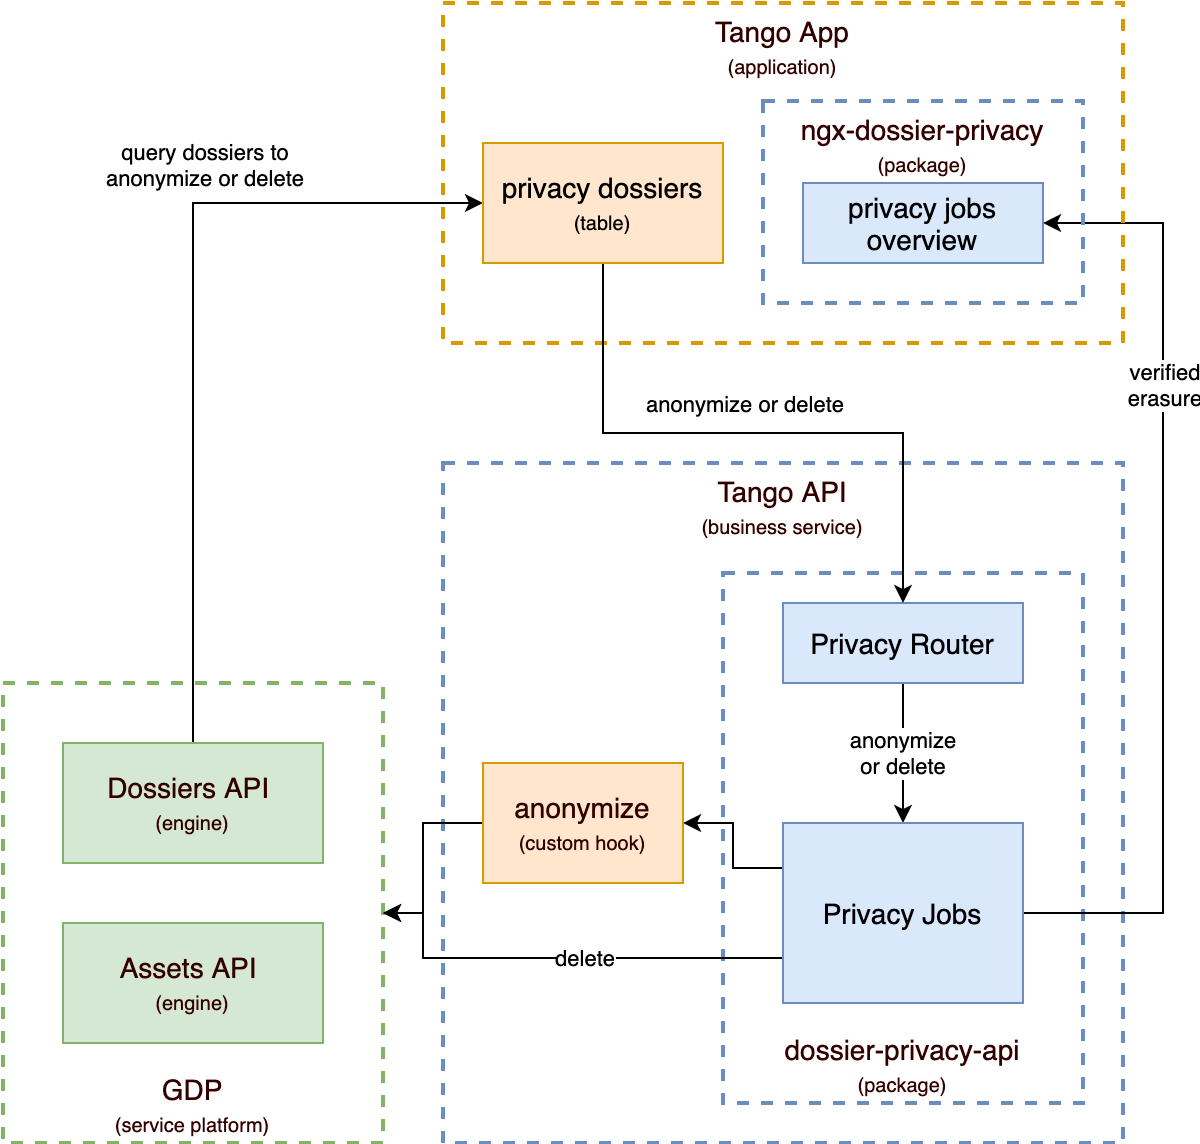 Tango App
(application)
ngx-dossier-privacy
(package)
query dossiers to
anonymize or delete
privacy dossiers
(table)
privacy jobs
overview
verified
erasure
anonymize or delete
Tango API
(business service)
Privacy Router
anonymize
or delete
Dossiers API
(engine)
anonymize
(custom hook)
Privacy Jobs
delete
Assets API
(engine)
dossier-privacy-api
(package)
GDP
(service platform)